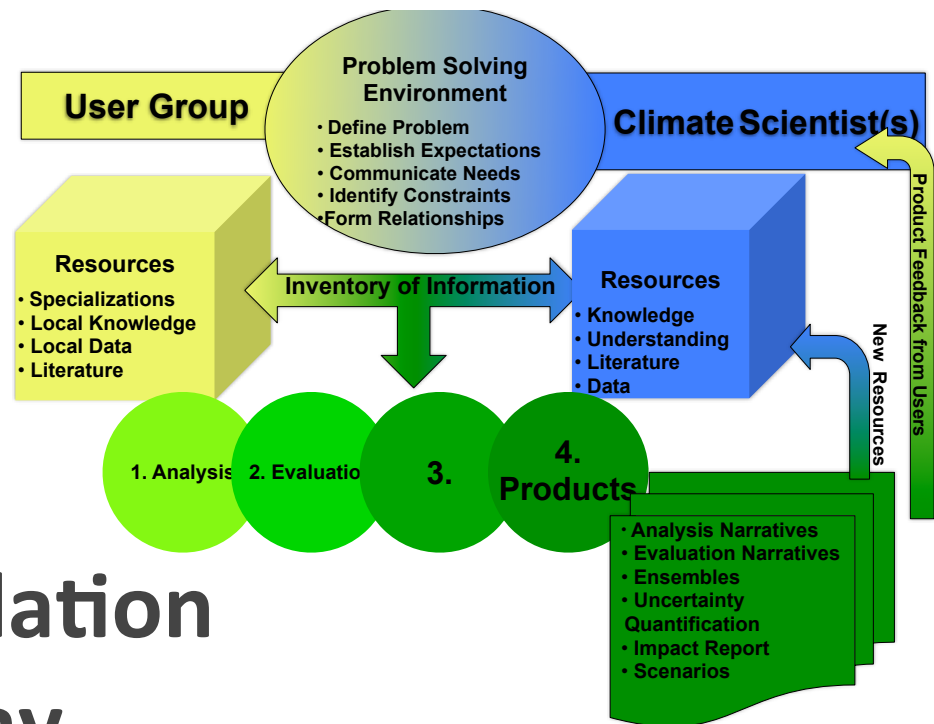 Problem Solving
Environment
• Define Problem
• Establish Expectations
• Communicate Needs
• Identify Constraints
•Form Relationships
User Group
Climate Scientist(s)
Resources
• Specializations
• Local Knowledge
• Local Data
• Literature
Inventory of Information
Resources
• Knowledge
• Understanding
• Literature
• Data
Product Feedback from Users
New Resources
1. Analysis
2. Evaluation
3.
4.
Products
• Analysis Narratives
• Evaluation Narratives
• Ensembles
• Uncertainty
Quantification
• Impact Report
• Scenarios
lation